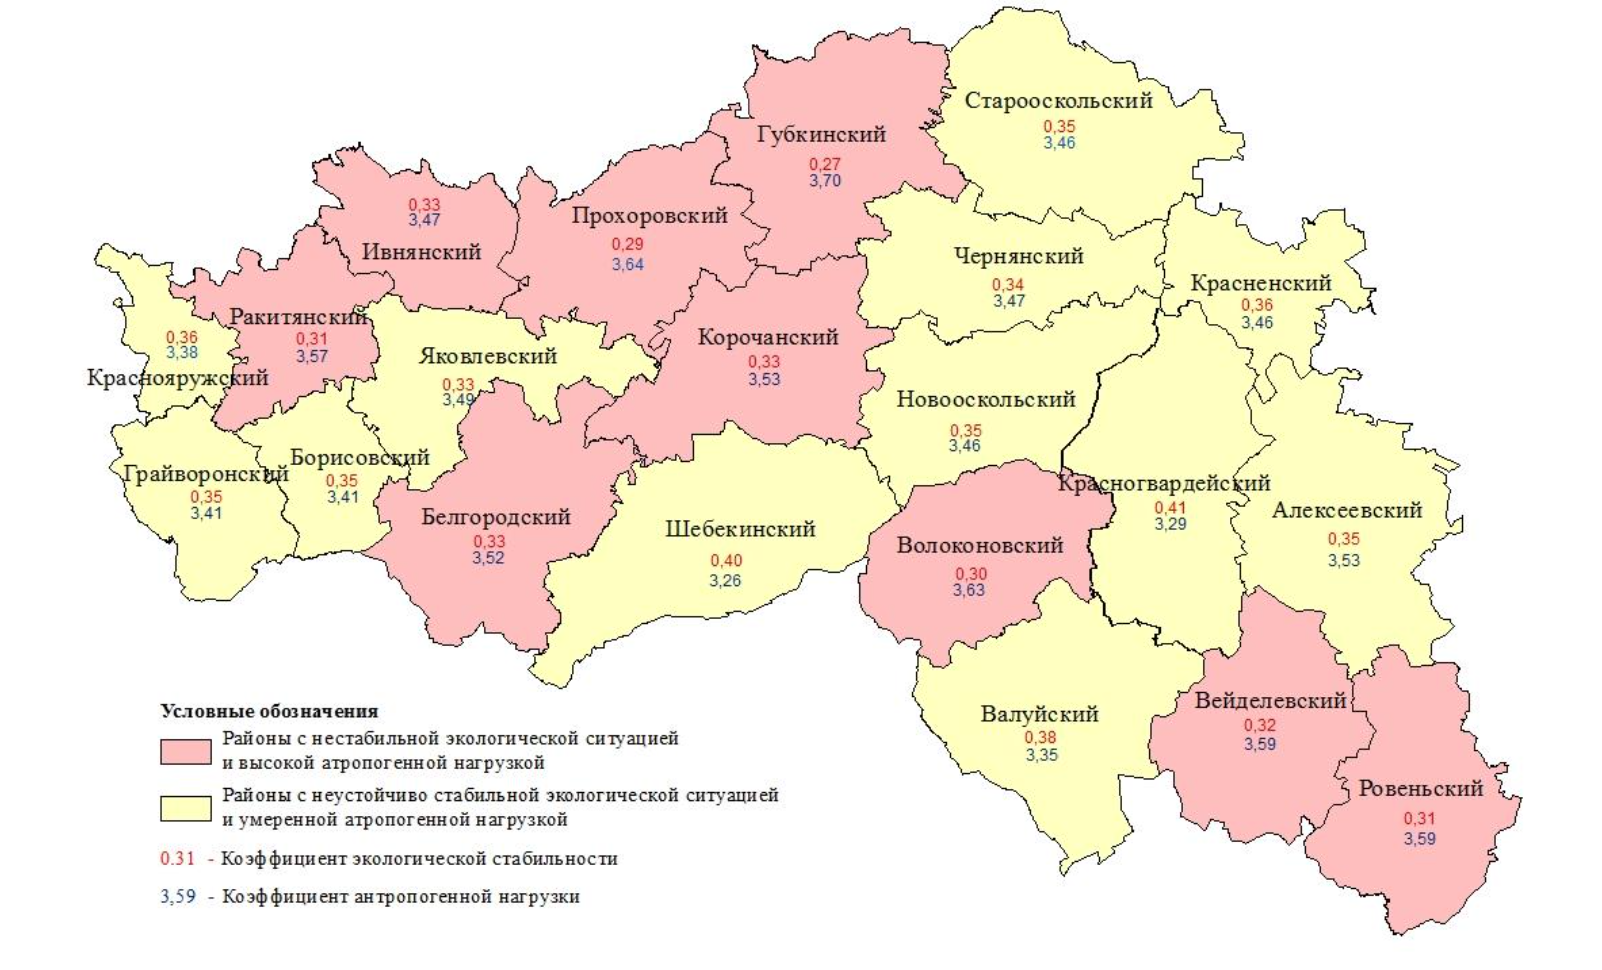 Старооскольский
0,35
3,46
Губкинский
0,27
3,70
Ивнянский
0,33
3,47
Прохоровский
0,29
3,64
Чернянский
0,34
3,47
Красненский
0,36
3,46
Ракитянский
0,31
3,57
0,36
3,38
Краснояружский
Яковлевский
0,33
3,49
Корочанский
0,33
3,53
Новооскольский
0,35
3,46
Грайворонский
0,35
3,41
Борисовский
0,35
3,41
Белгородский
0,33
3,52
Шебекинский
0,40
3,26
Волоконовский
0,30
3,63
Красногвардейский
0,41
3,29
Алексеевский
0,35
3,53
Валуйский
0,38
3,35
Вейделевский
0,32
3,59
Ровеньский
0,31
3,59
Условные обозначения
Районы с нестабильной экологической ситуацией
и высокой атропогенной нагрузкой
Районы с неустойчиво стабильной экологической ситуацией
и умеренной атропогенной нагрузкой
0.31 - Коэффициент экологической стабильности
3,59 - Коэффициент антропогенной нагрузки